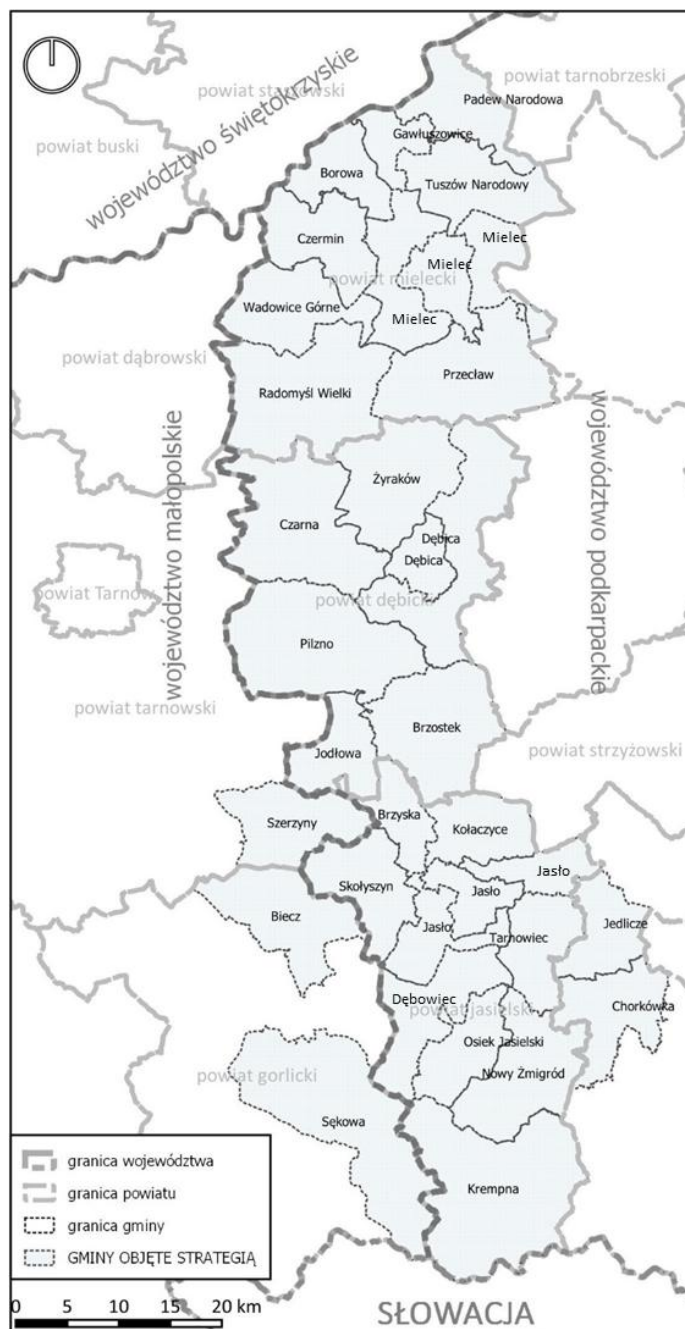 województwo świętokrzyskie
powiat staszowski
powiat tarnobrzeski
powiat buski
Padew Narodowa
Gawłuszowice
Borowa
Tuszów Narodowy
Czermin
Mielec
Mielec
powiat mielecki
Wadowice Górne
Mielec
powiat dąbrowski
Przecław
Radomyśl Wielki
województwo małopolskie
województwo podkarpackie
Żyraków
Czarna
Dębica
Dębica
powiat Tarnów
powiat dębicki
Pilzno
powiat tarnowski
Brzostek
Jodłowa
powiat strzyżowski
Szerzyny
Brzyska
Kołaczyce
Jasło
Skołyszyn
Jasło
Biecz
Jedlicze
Jasło
Tarnowiec
Dębowiec
powiat jasielski
Chorkówka
Osiek Jasielski
Nowy Żmigród
powiat gorlicki
Sękowa
Krempna
granica województwa
granica powiatu
granica gminy
GMINY OBJĘTE STRATEGIĄ
0 5 10 15 20 km
SŁOWACJA